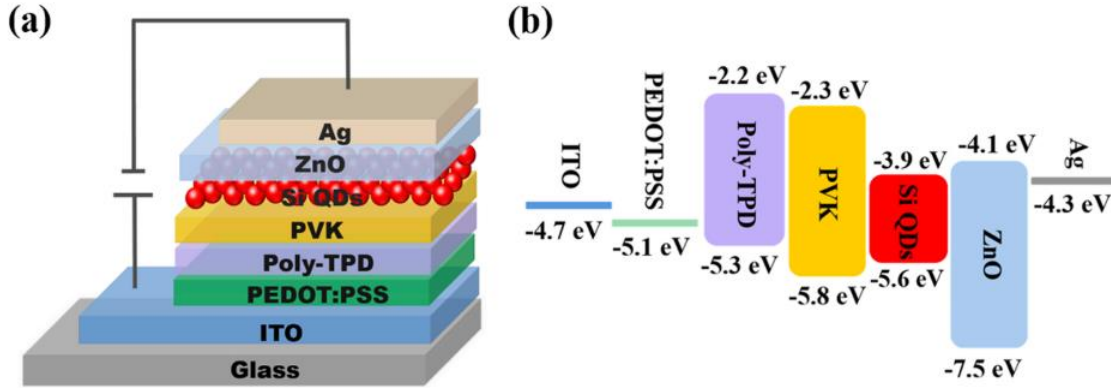 (a)
Ag
ZnO
Si QDs
PVK
Poly-TPD
PEDOT:PSS
ITO
Glass
(b)
ITO
-4.7 eV
PEDOT:PSS
-5.1 eV
-2.2 eV
Poly-TPD
-5.3 eV
-2.3 eV
PVK
-5.8 eV
-3.9 eV
Si QDs
-5.6 eV
-4.1 eV
ZnO
-7.5 eV
Ag
-4.3 eV